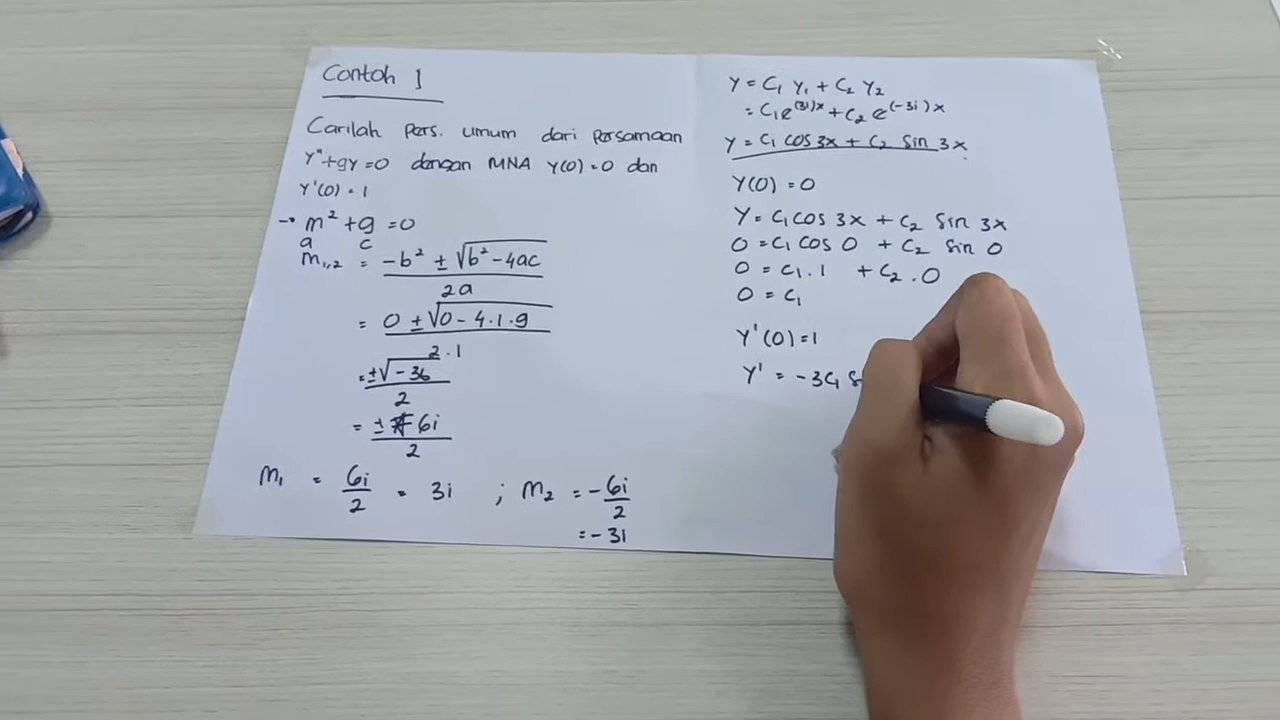 Contoh 1
Carilah pers. umum dari persamaan
y" + 9y = 0 dengan MNA y(0) = 0 dan
y'(0) = 1
→ m² + 9 = 0
a c
m₁,₂ = -b² ± √b² - 4ac
2a
= 0 ± √0 - 4.1.9
2.1
= ±√-36
2
= ± 6i
2
m₁ = 6i = 3i ; m₂ = -6i
2 2
= -3i
y = C₁ y₁ + C₂ y₂
= C₁e^(3i)x + C₂ e^(-3i)x
y = C₁ cos 3x + C₂ sin 3x
y(0) = 0
y = C₁ cos 3x + C₂ sin 3x
0 = C₁ cos 0 + C₂ sin 0
0 = C₁.1 + C₂.0
0 = C₁
y'(0) = 1
y' = -3C₁ s